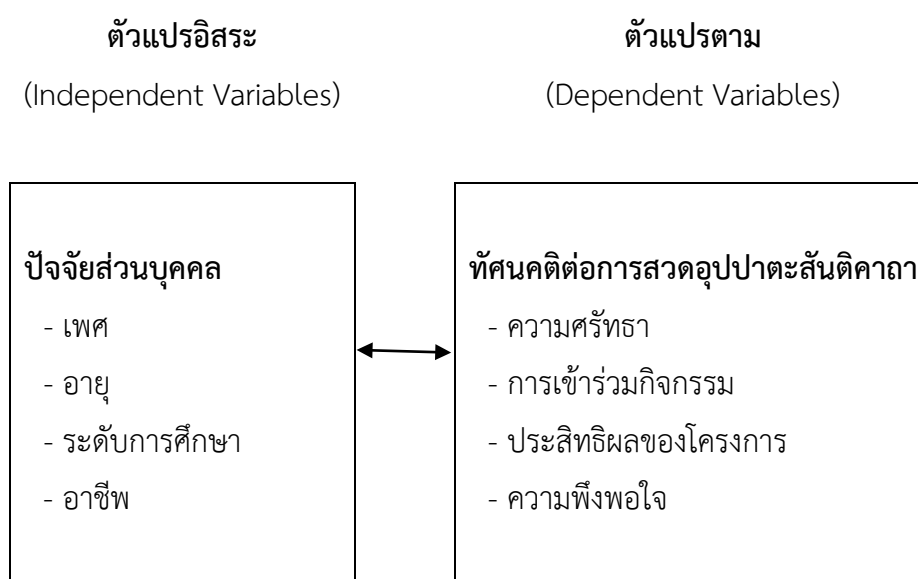 ตัวแปรอิสระ
(Independent Variables)
ปัจจัยส่วนบุคคล
- เพศ
- อายุ
- ระดับการศึกษา
- อาชีพ
ตัวแปรตาม
(Dependent Variables)
ทัศนคติต่อการสวดอุปปาตะสันติคาถา
- ความศรัทธา
- การเข้าร่วมกิจกรรม
- ประสิทธิผลของโครงการ
- ความพึงพอใจ